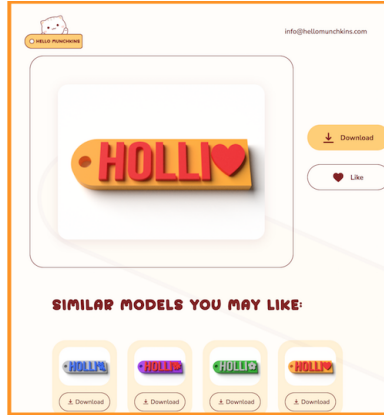 HELLO MUNCHKINS
info@hellomunchkins.com
HOLLI
Download
Like
SIMILAR MODELS YOU MAY LIKE:
HOLLI
HOLLI
HOLLI
HOLLI
Download
Download
Download
Download